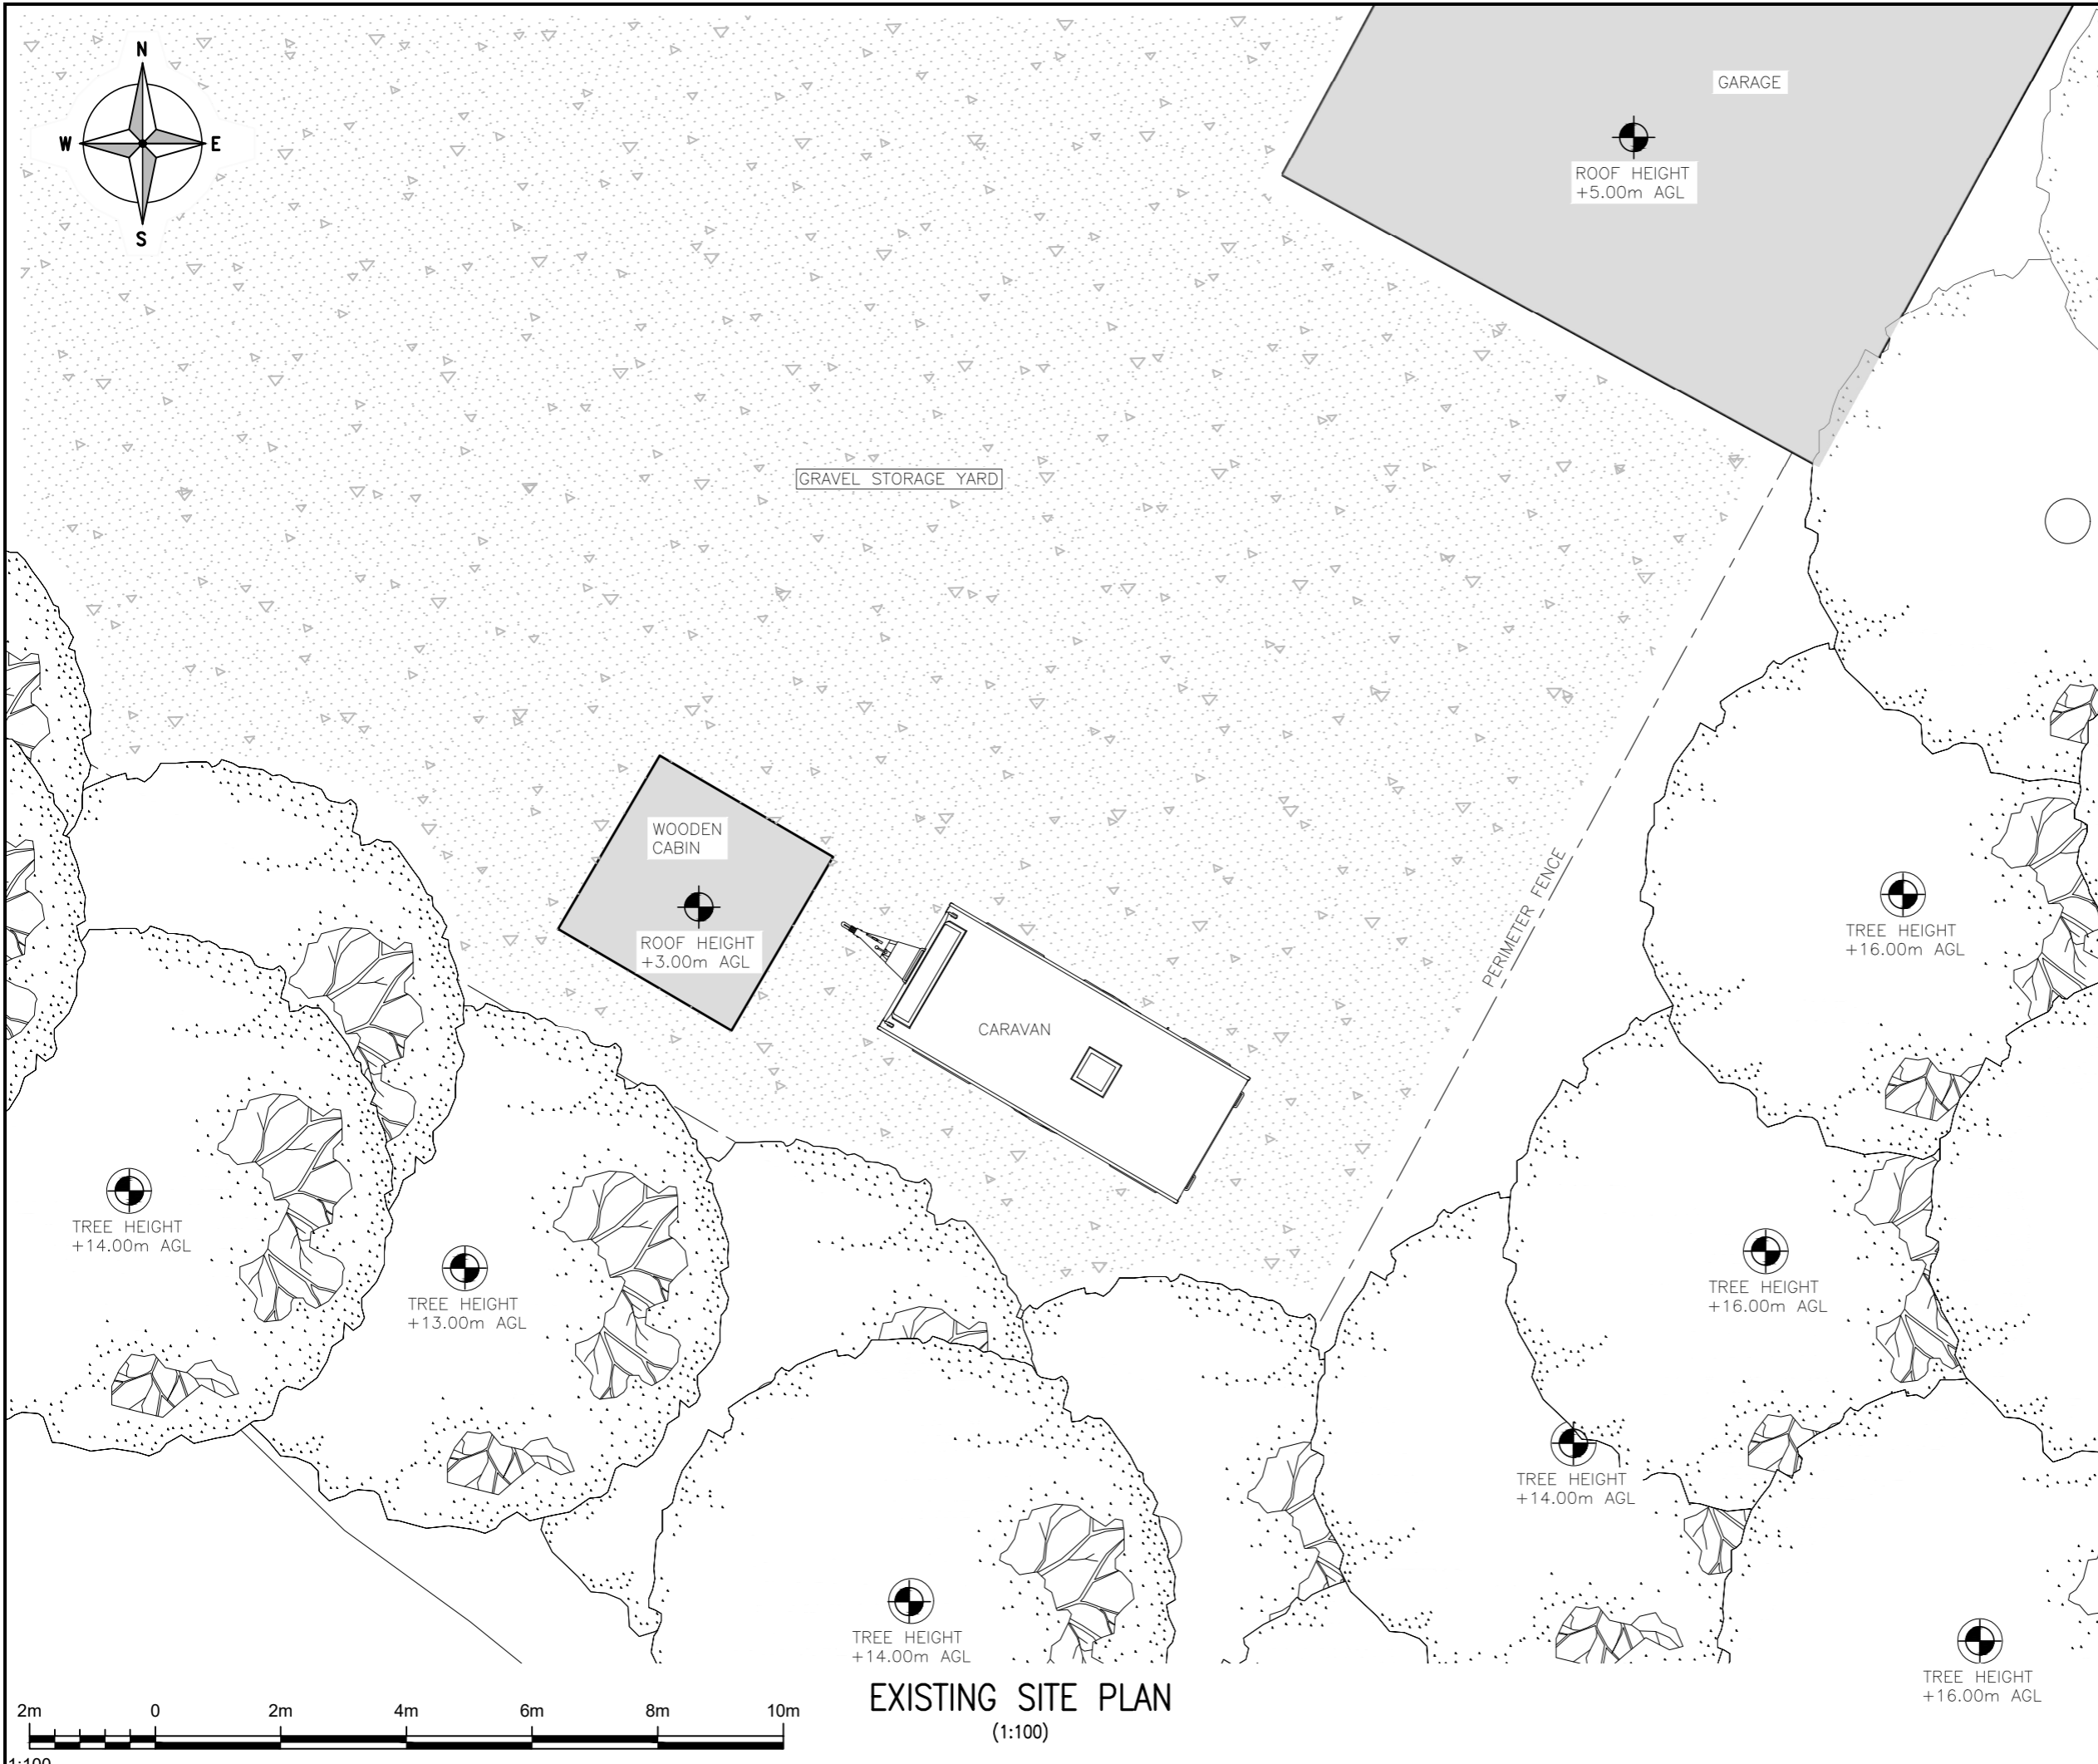 N
W E
S
GARAGE
ROOF HEIGHT
+5.00m AGL
GRAVEL STORAGE YARD
WOODEN
CABIN
ROOF HEIGHT
+3.00m AGL
CARAVAN
PERIMETER FENCE
TREE HEIGHT
+16.00m AGL
TREE HEIGHT
+14.00m AGL
TREE HEIGHT
+13.00m AGL
TREE HEIGHT
+16.00m AGL
TREE HEIGHT
+14.00m AGL
TREE HEIGHT
+14.00m AGL
TREE HEIGHT
+16.00m AGL
EXISTING SITE PLAN
(1:100)
2m 0 2m 4m 6m 8m 10m
1:100